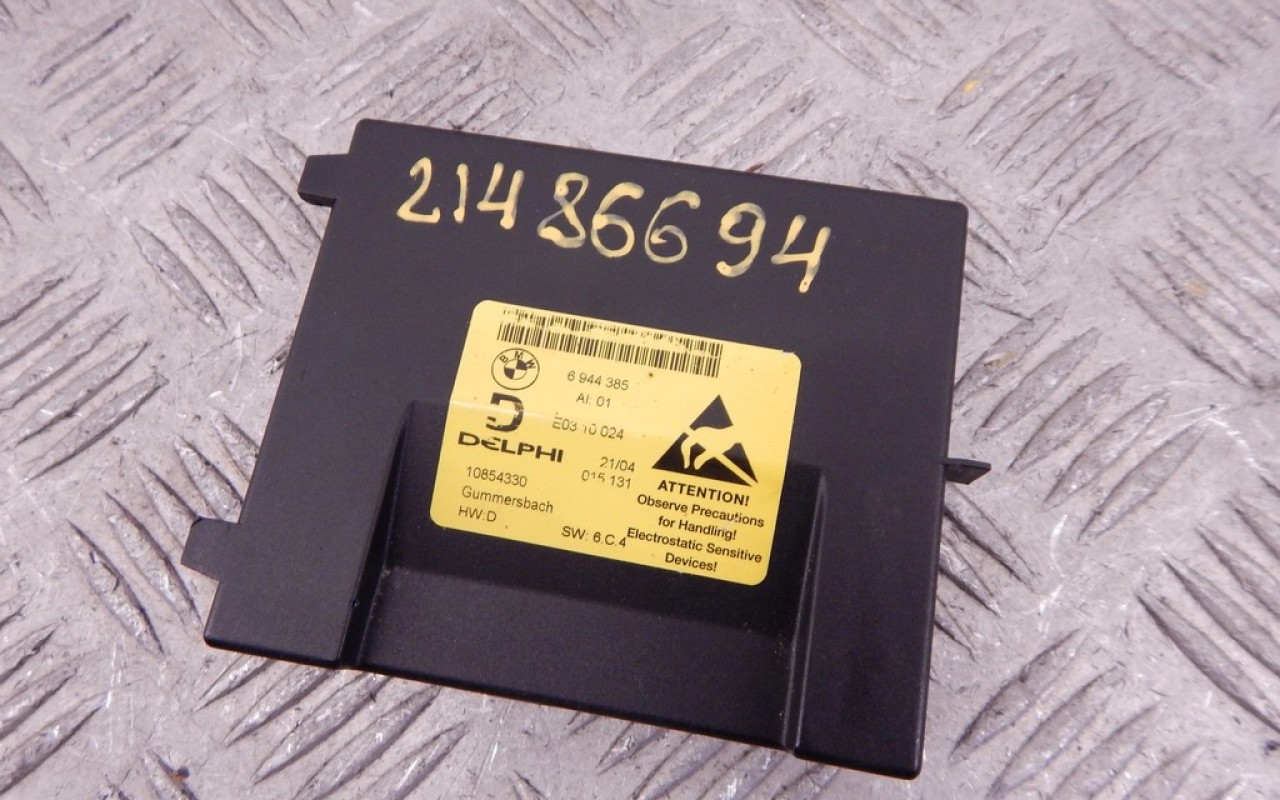 21486694
BMW
6 944 385
AI: 01
D
E03 10 024
DELPHI
21/04
015 131
10854330
Gummersbach
HW:D
SW: 6.C.4
ATTENTION!
Observe Precautions
for Handling!
Electrostatic Sensitive
Devices!